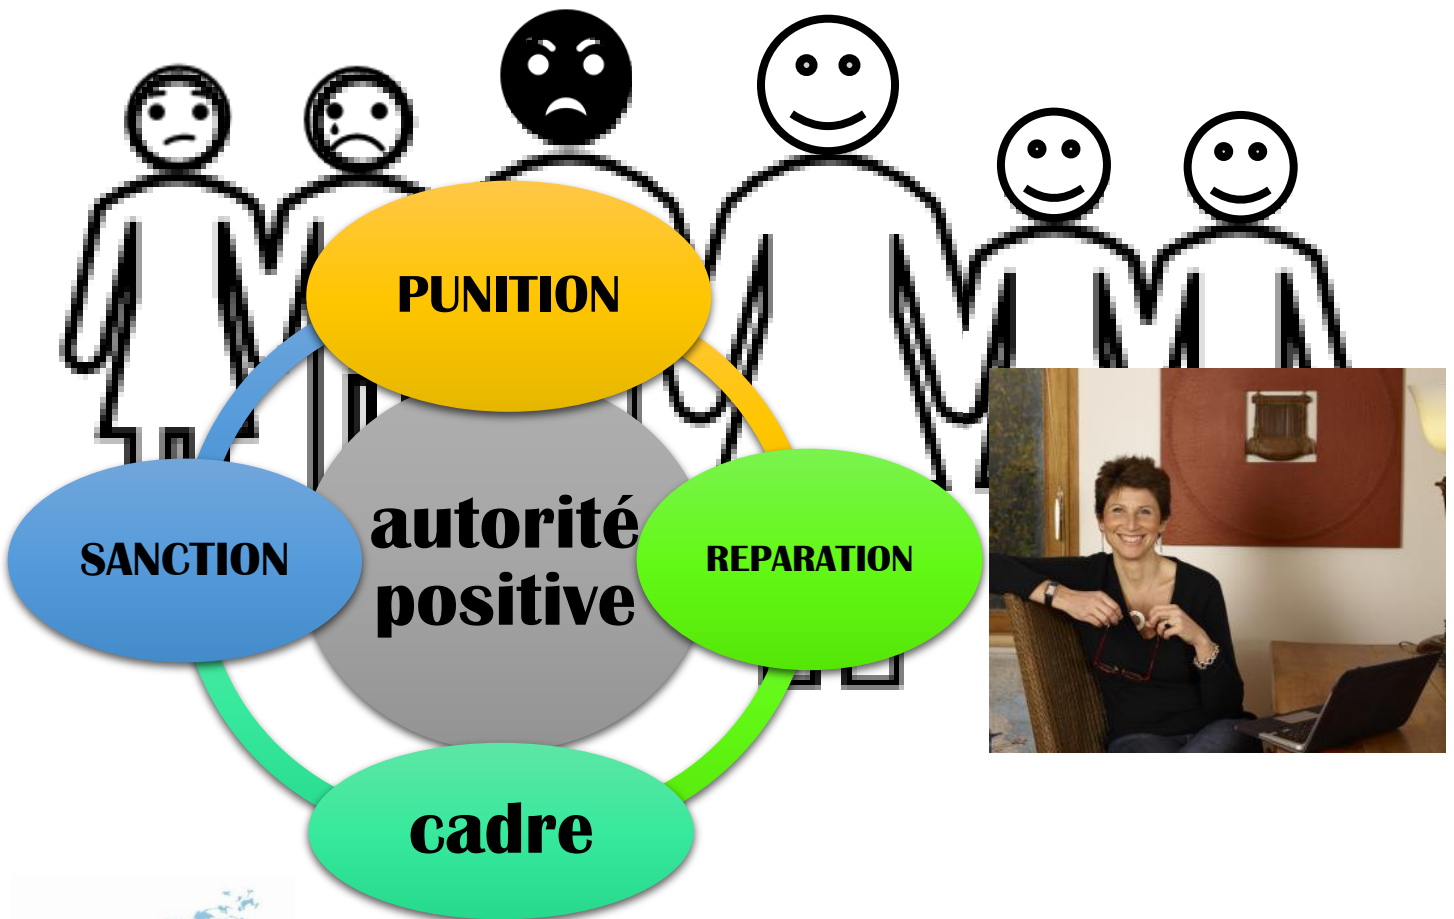 PUNITION
SANCTION
autorité
positive
REPARATION
cadre